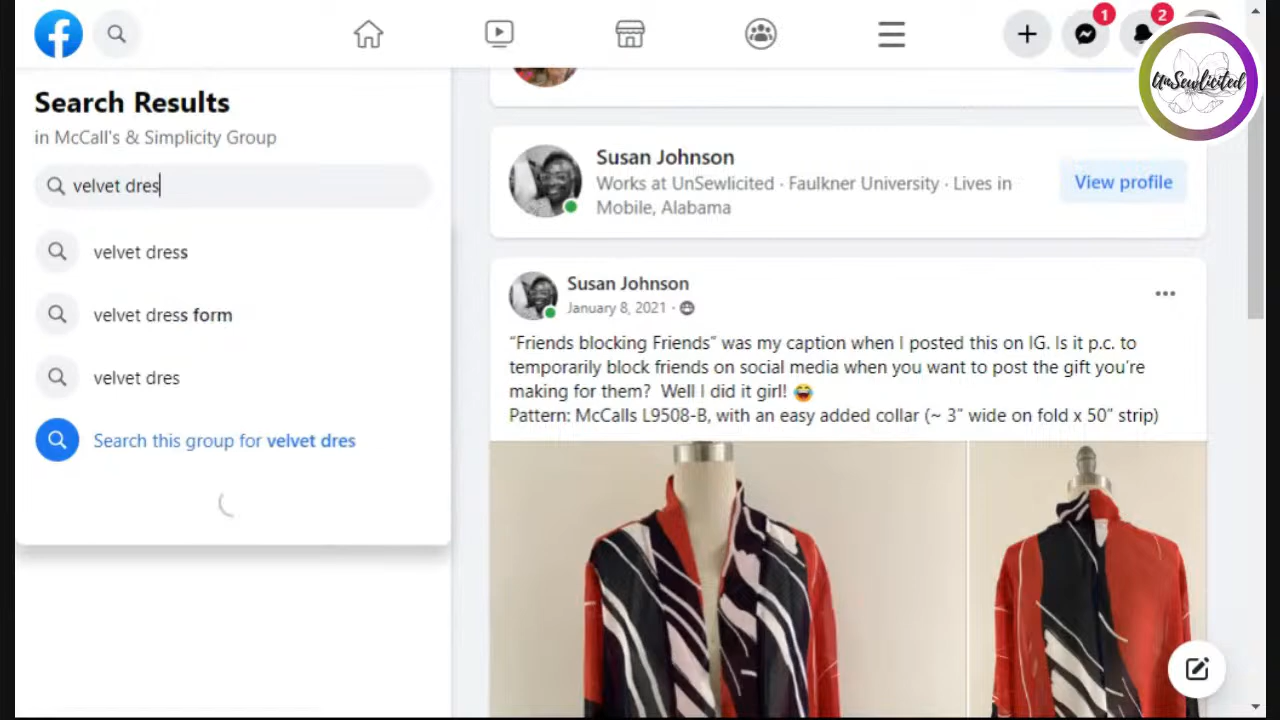 1
2
UnSewlicited
Search Results
in McCall's & Simplicity Group
velvet dres
velvet dress
velvet dress form
velvet dres
Search this group for velvet dres
Susan Johnson
Works at UnSewlicited · Faulkner University · Lives in
Mobile, Alabama
View profile
Susan Johnson
January 8, 2021 ·
“Friends blocking Friends” was my caption when I posted this on IG. Is it p.c. to
temporarily block friends on social media when you want to post the gift you’re
making for them? Well I did it girl! 😂
Pattern: McCalls L9508-B, with an easy added collar (~ 3” wide on fold x 50” strip)